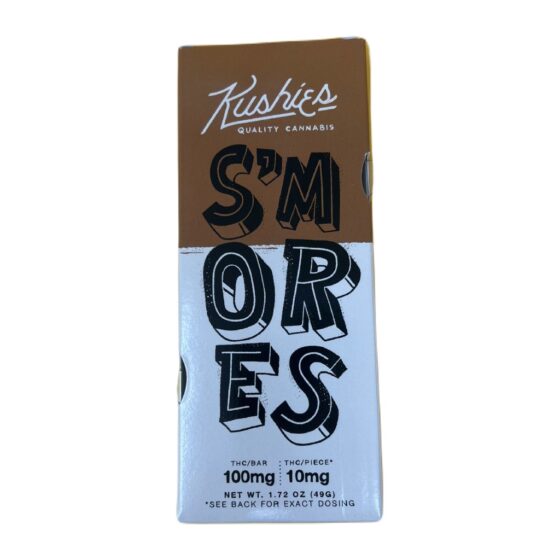 Kushies
QUALITY CANNABIS
S'M
OR
ES
THC/BAR THC/PIECE*
100mg 10mg
NET WT. 1.72 OZ (49G)
*SEE BACK FOR EXACT DOSING